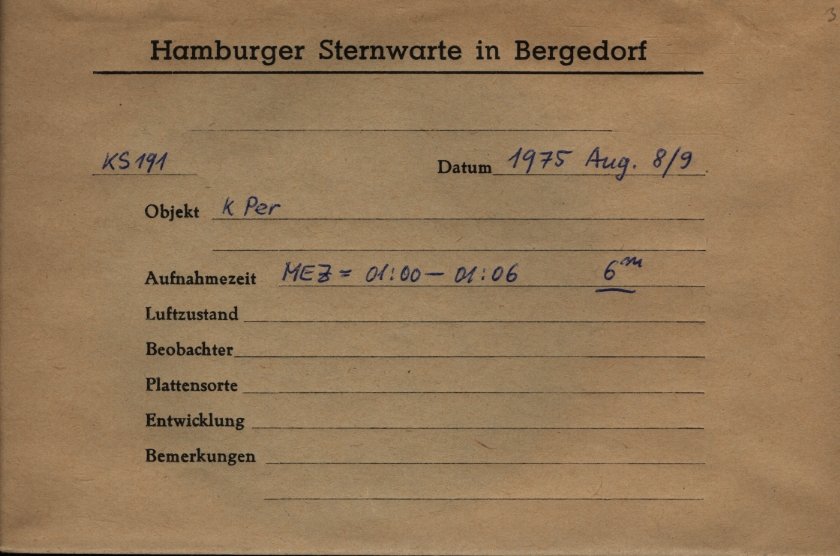 3
Hamburger Sternwarte in Bergedorf
KS 191 Datum 1975 Aug. 8/9
Objekt K Per
Aufnahmezeit MEZ = 01:00 – 01:06 6ᵐ
Luftzustand
Beobachter
Plattensorte
Entwicklung
Bemerkungen